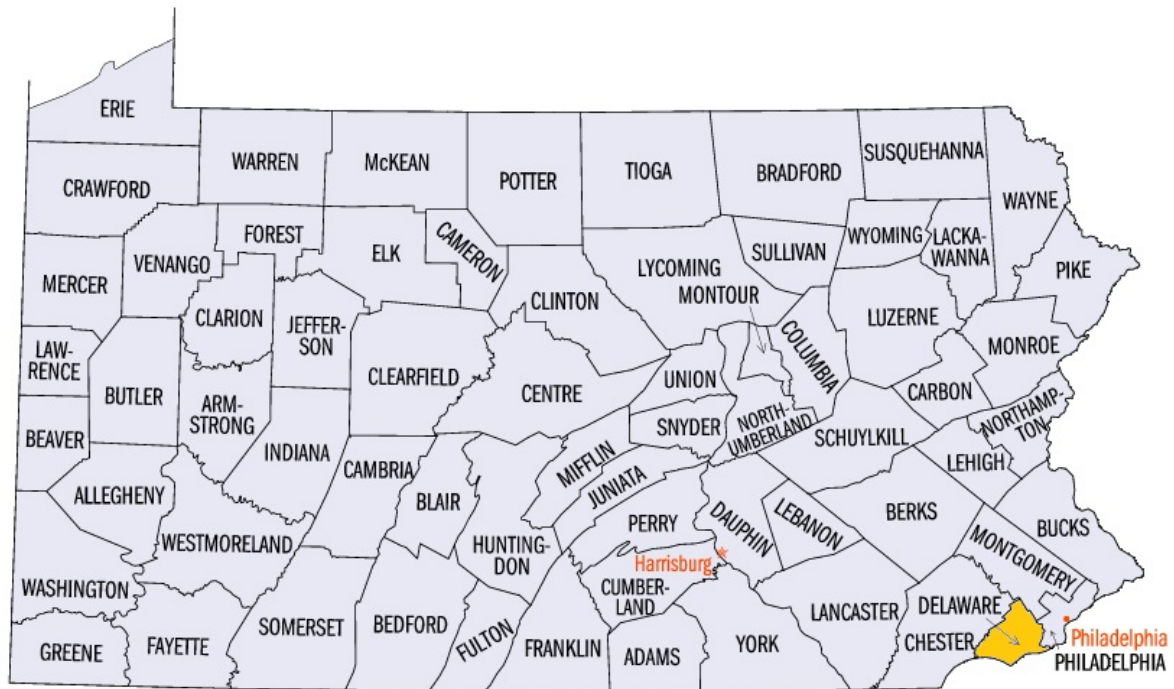 ERIE
WARREN
McKEAN
POTTER
TIOGA
BRADFORD
SUSQUEHANNA
CRAWFORD
WAYNE
FOREST
ELK
CAMERON
SULLIVAN
WYOMING
LACKA-
WANNA
VENANGO
LYCOMING
PIKE
MERCER
CLINTON
MONTOUR
CLARION
JEFFER-
SON
LUZERNE
COLUMBIA
LAW-
RENCE
MONROE
CLEARFIELD
UNION
CENTRE
CARBON
BUTLER
ARM-
STRONG
SNYDER
NORTH-
UMBERLAND
NORTHAMP-
TON
BEAVER
SCHUYLKILL
INDIANA
MIFFLIN
LEHIGH
CAMBRIA
JUNIATA
ALLEGHENY
BLAIR
DAUPHIN
LEBANON
BERKS
PERRY
BUCKS
WESTMORELAND
HUNTING-
DON
MONTGOMERY
Harrisburg
WASHINGTON
CUMBER-
LAND
LANCASTER
DELAWARE
SOMERSET
BEDFORD
FULTON
FAYETTE
FRANKLIN
YORK
CHESTER
Philadelphia
GREENE
ADAMS
PHILADELPHIA